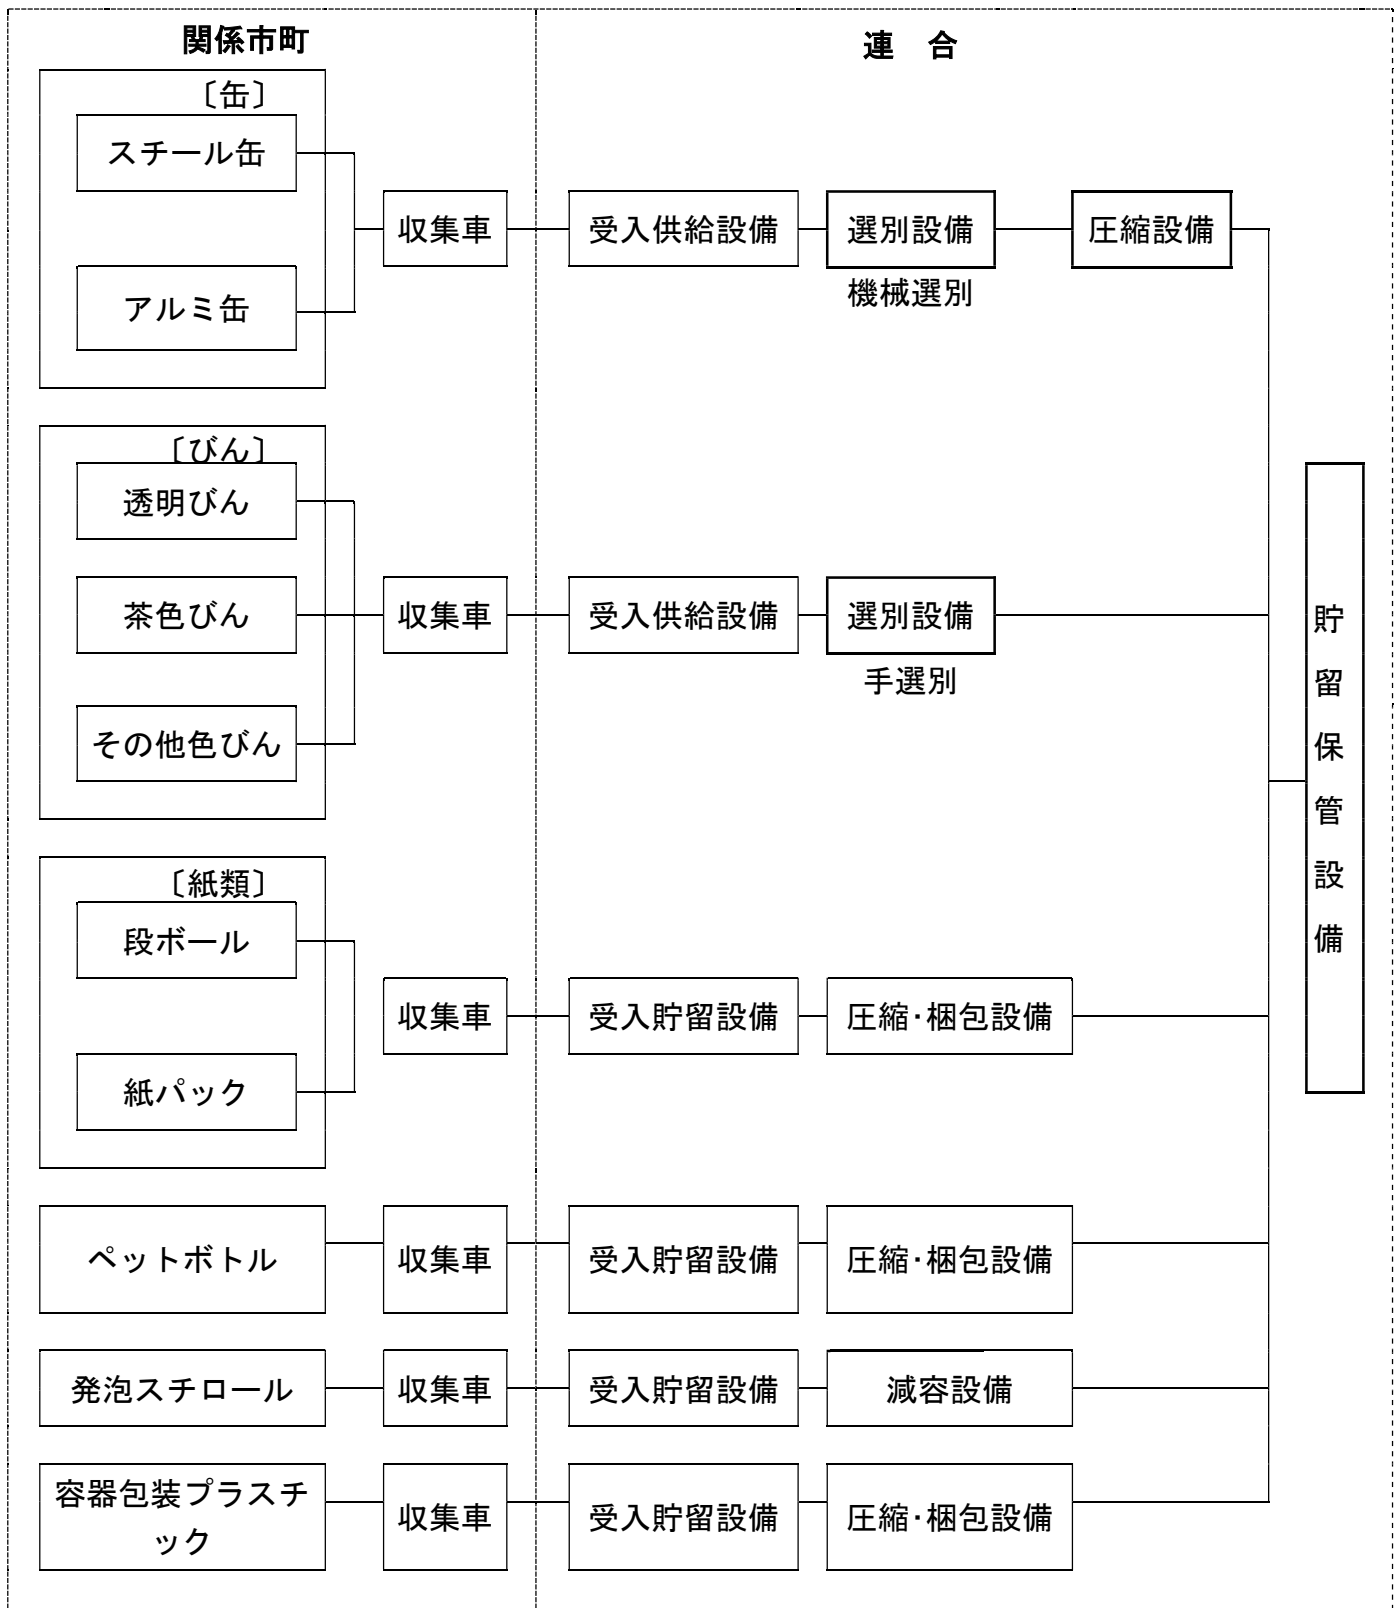 関係市町
連　合
〔缶〕
スチール缶
アルミ缶
収集車
受入供給設備
選別設備
機械選別
圧縮設備
〔びん〕
透明びん
茶色びん
その他色びん
収集車
受入供給設備
選別設備
手選別
貯留保管設備
〔紙類〕
段ボール
紙パック
収集車
受入貯留設備
圧縮･梱包設備
ペットボトル
収集車
受入貯留設備
圧縮･梱包設備
発泡スチロール
収集車
受入貯留設備
減容設備
容器包装プラスチ
ック
収集車
受入貯留設備
圧縮･梱包設備